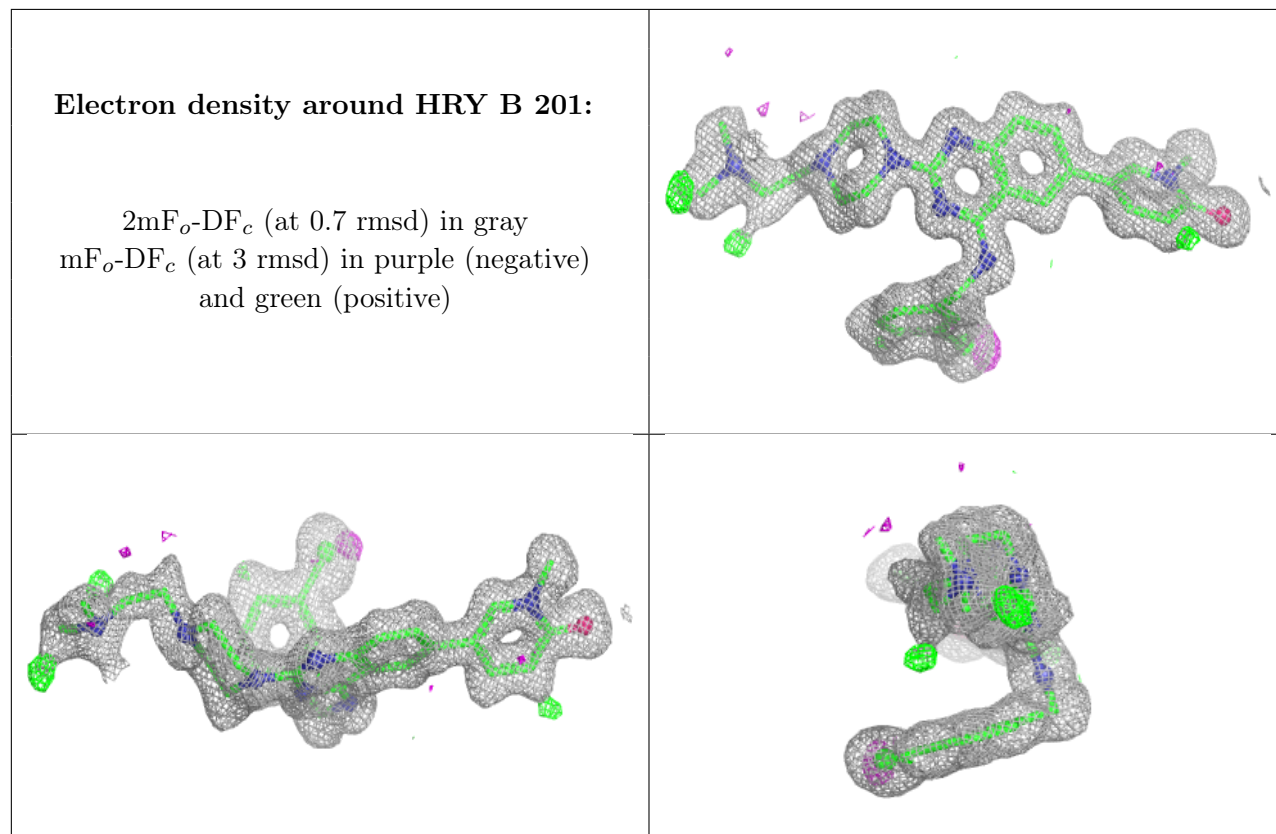 Electron density around HRY B 201:
2mFo-DFc (at 0.7 rmsd) in gray
mFo-DFc (at 3 rmsd) in purple (negative)
and green (positive)